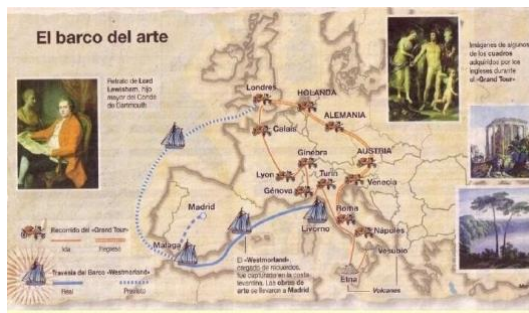 El barco del arte
Retrato de Lord
Lewisham, hijo
mayor del Conde
de Dartmouth
Imágenes de algunos
de los cuadros
adquiridos por los
ingleses durante
el «Grand Tour»
Londres
HOLANDA
ALEMANIA
Calais
Ginebra
AUSTRIA
Lyon
Turín
Venecia
Génova
Madrid
Roma
Livorno
Nápoles
Málaga
Vesubio
Etna
Volcanes
Recorrido del «Grand Tour»
Ida
Regreso
Travesía del Barco «Westmorland»
Real
Previsto
El «Westmorland»
cargado de recuerdos,
fue capturado en la costa
levantina. Las obras de
arte se llevaron a Madrid